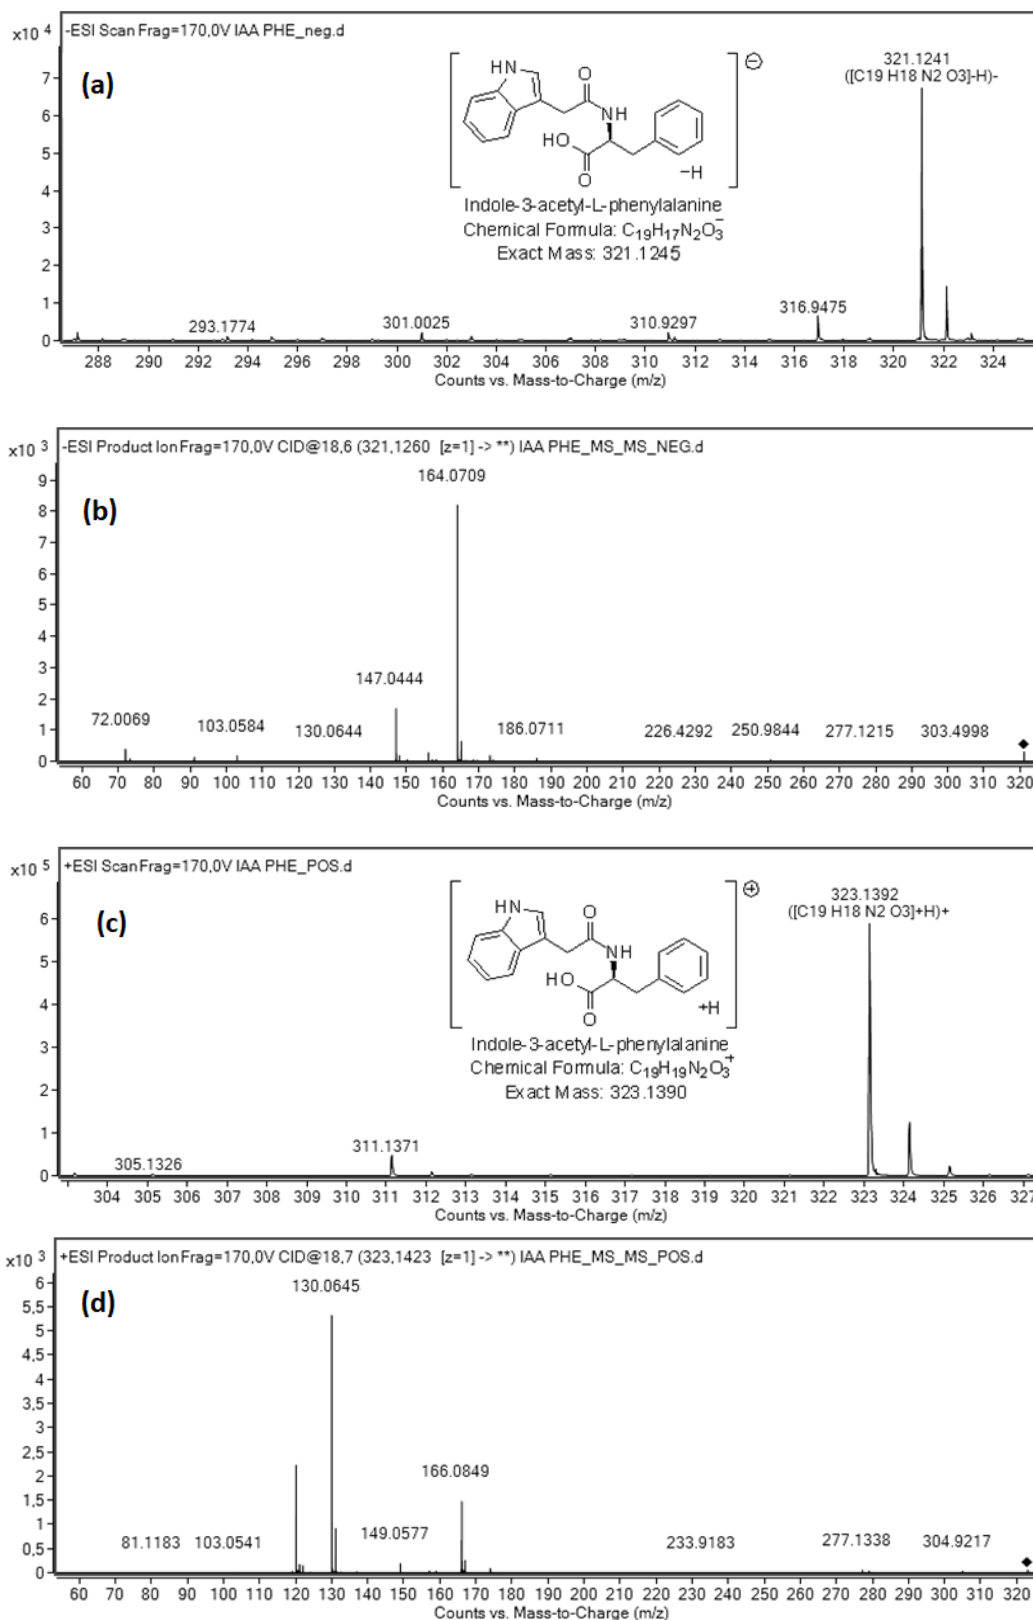 -ESI Scan Frag=170,0V IAA PHE_neg.d
x10 4
(a)
321.1241
([C19 H18 N2 O3]-H)-
7
6
5
4
3
2
1
0
HN
O
NH
HO
O
−H
⊖
Indole-3-acetyl-L-phenylalanine
Chemical Formula: C19H17N2O3−
Exact Mass: 321.1245
293.1774
301.0025
310.9297
316.9475
288 290 292 294 296 298 300 302 304 306 308 310 312 314 316 318 320 322 324
Counts vs. Mass-to-Charge (m/z)
-ESI Product Ion Frag=170,0V CID@18,6 (321,1260 [z=1] -> **) IAA PHE_MS_MS_NEG.d
x10 3
(b)
164.0709
9
8
7
6
5
4
3
2
1
0
147.0444
72.0069
103.0584
130.0644
186.0711
226.4292
250.9844
277.1215
303.4998
60 70 80 90 100 110 120 130 140 150 160 170 180 190 200 210 220 230 240 250 260 270 280 290 300 310 320
Counts vs. Mass-to-Charge (m/z)
+ESI Scan Frag=170,0V IAA PHE_POS.d
x10 5
(c)
323.1392
([C19 H18 N2 O3]+H)+
6
5
4
3
2
1
0
HN
O
NH
HO
O
+H
⊕
Indole-3-acetyl-L-phenylalanine
Chemical Formula: C19H19N2O3+
Exact Mass: 323.1390
305.1326
311.1371
304 305 306 307 308 309 310 311 312 313 314 315 316 317 318 319 320 321 322 323 324 325 326 327
Counts vs. Mass-to-Charge (m/z)
+ESI Product Ion Frag=170,0V CID@18,7 (323,1423 [z=1] -> **) IAA PHE_MS_MS_POS.d
x10 3
(d)
130.0645
6
5,5
5
4,5
4
3,5
3
2,5
2
1,5
1
0,5
0
166.0849
81.1183
103.0541
149.0577
233.9183
277.1338
304.9217
60 70 80 90 100 110 120 130 140 150 160 170 180 190 200 210 220 230 240 250 260 270 280 290 300 310 320
Counts vs. Mass-to-Charge (m/z)